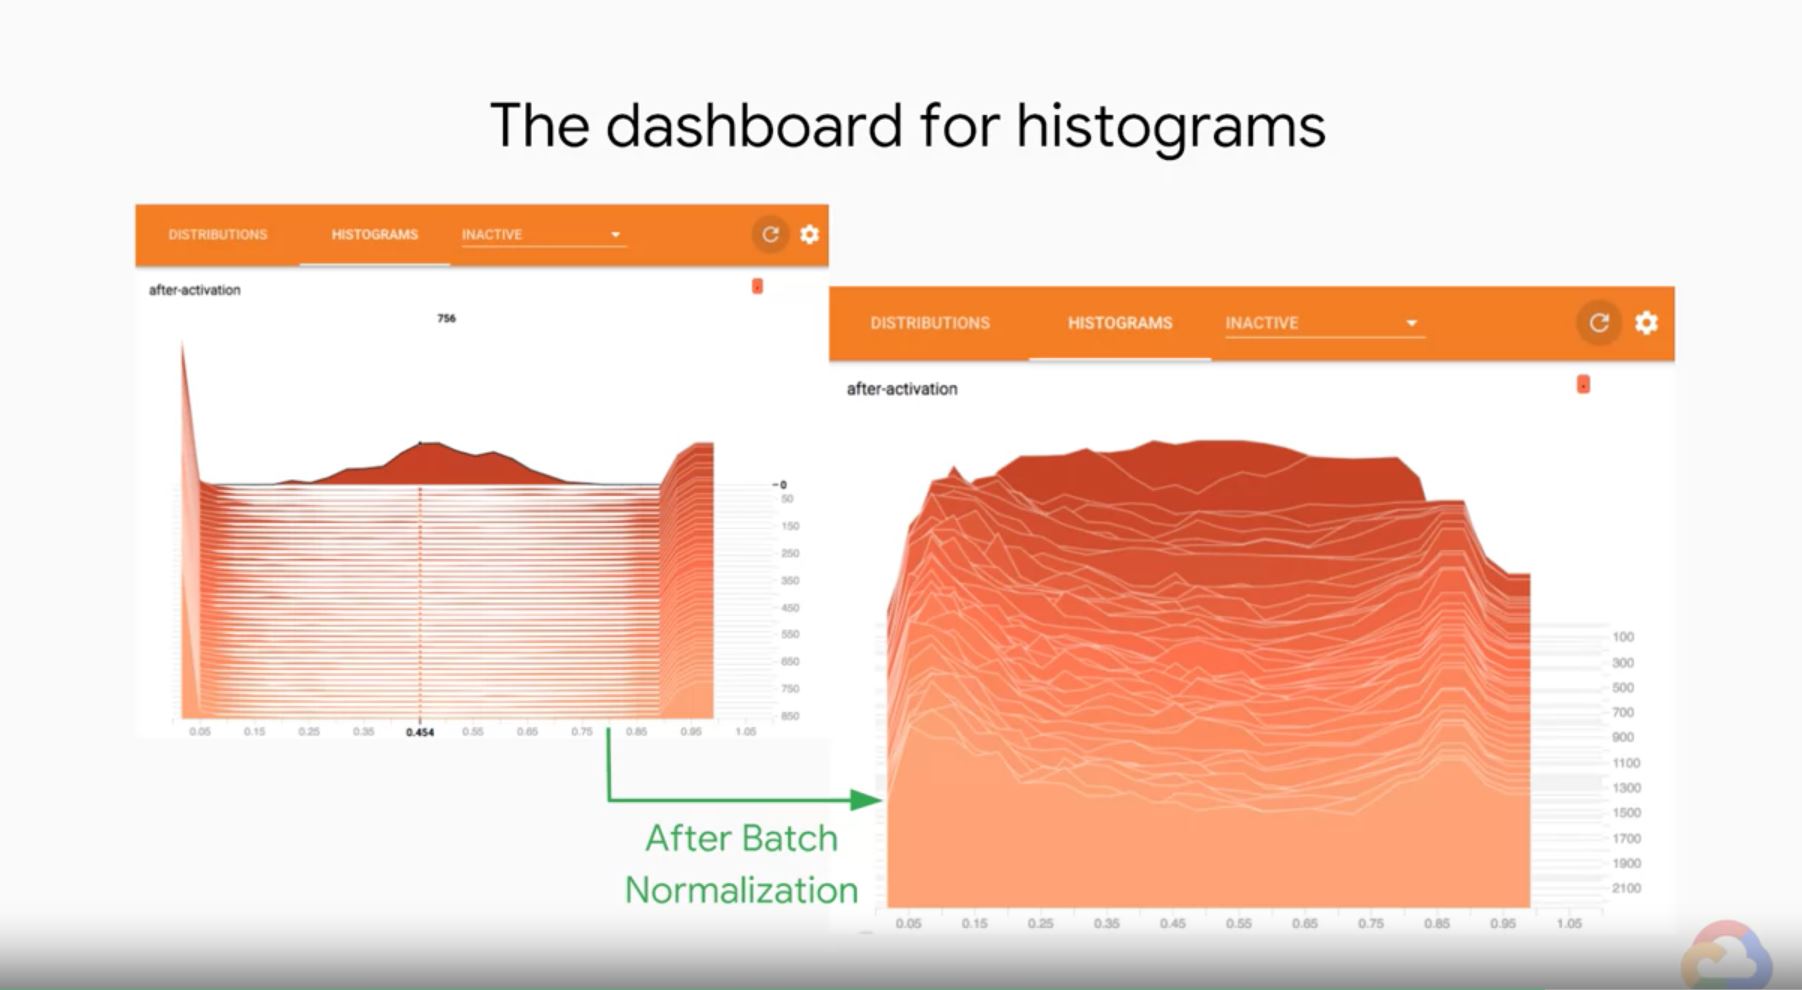 The dashboard for histograms
DISTRIBUTIONS HISTOGRAMS INACTIVE
after-activation
756
0
50
150
250
350
450
550
650
750
850
0.05 0.15 0.25 0.35 0.454 0.55 0.65 0.75 0.85 0.95 1.05
DISTRIBUTIONS HISTOGRAMS INACTIVE
after-activation
100
300
500
700
900
1100
1300
1500
1700
1900
2100
0.05 0.15 0.25 0.35 0.45 0.55 0.65 0.75 0.85 0.95 1.05
After Batch
Normalization